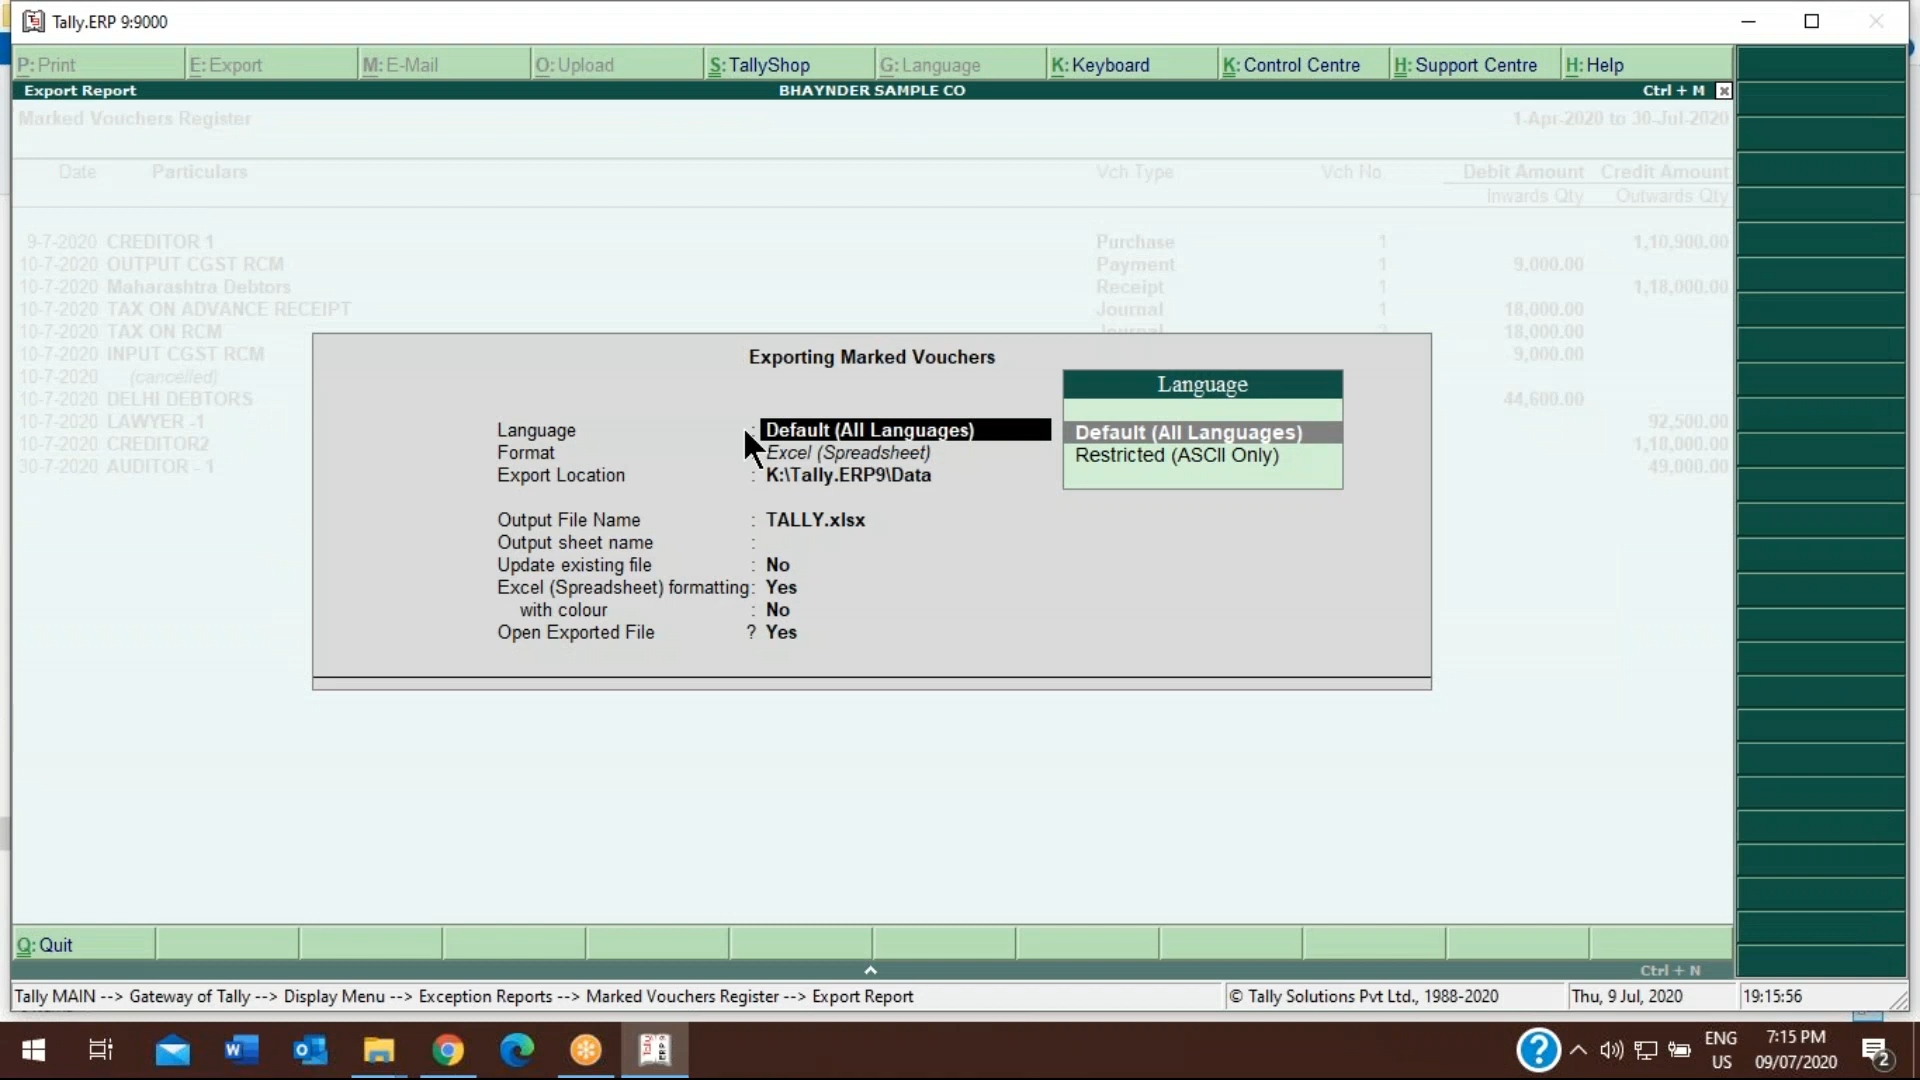 Tally.ERP 9:9000
P: Print E: Export M: E-Mail O: Upload S: TallyShop G: Language K: Keyboard K: Control Centre H: Support Centre H: Help
Export Report BHAYNDER SAMPLE CO Ctrl + M
Marked Vouchers Register 1-Apr-2020 to 30-Jul-2020
Date Particulars Vch Type Vch No. Debit Amount Credit Amount
Inwards Qty Outwards Qty
9-7-2020 CREDITOR 1 Purchase 1 1,10,900.00
10-7-2020 OUTPUT CGST RCM Payment 1 9,000.00
10-7-2020 Maharashtra Debtors Receipt 1 1,18,000.00
10-7-2020 TAX ON ADVANCE RECEIPT Journal 1 18,000.00
10-7-2020 TAX ON RCM Journal 18,000.00
10-7-2020 INPUT CGST RCM 9,000.00
10-7-2020 (cancelled)
10-7-2020 DELHI DEBTORS 44,600.00
10-7-2020 LAWYER -1 92,500.00
10-7-2020 CREDITOR2 1,18,000.00
30-7-2020 AUDITOR - 1 49,000.00
Exporting Marked Vouchers
Language : Default (All Languages)
Format Excel (Spreadsheet)
Export Location : K:\Tally.ERP9\Data
Output File Name : TALLY.xlsx
Output sheet name :
Update existing file : No
Excel (Spreadsheet) formatting : Yes
with colour : No
Open Exported File ? Yes
Language
Default (All Languages)
Restricted (ASCII Only)
Q: Quit
Ctrl + N
Tally MAIN --> Gateway of Tally --> Display Menu --> Exception Reports --> Marked Vouchers Register --> Export Report © Tally Solutions Pvt Ltd., 1988-2020 Thu, 9 Jul, 2020 19:15:56
ENG 7:15 PM
US 09/07/2020 2